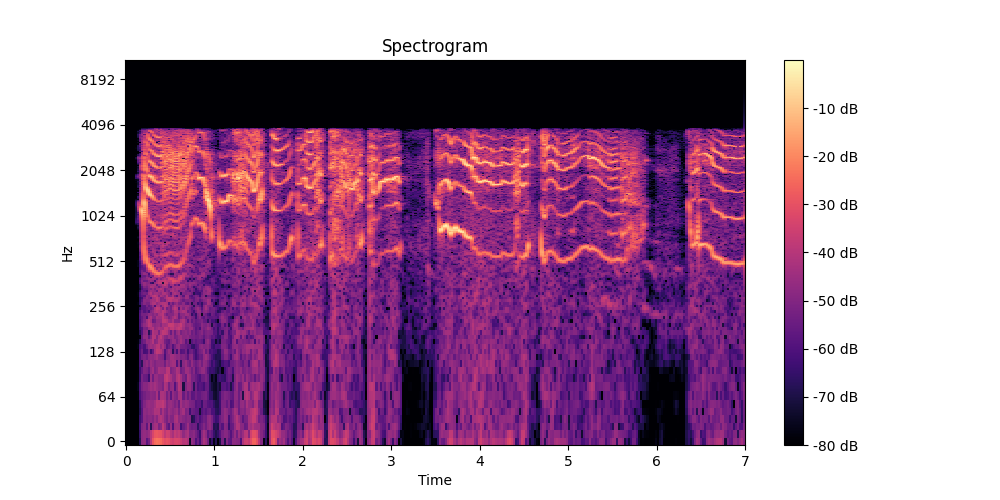 Spectrogram
8192
4096
2048
1024
512
256
128
64
0
Hz
0 1 2 3 4 5 6 7
Time
-10 dB
-20 dB
-30 dB
-40 dB
-50 dB
-60 dB
-70 dB
-80 dB